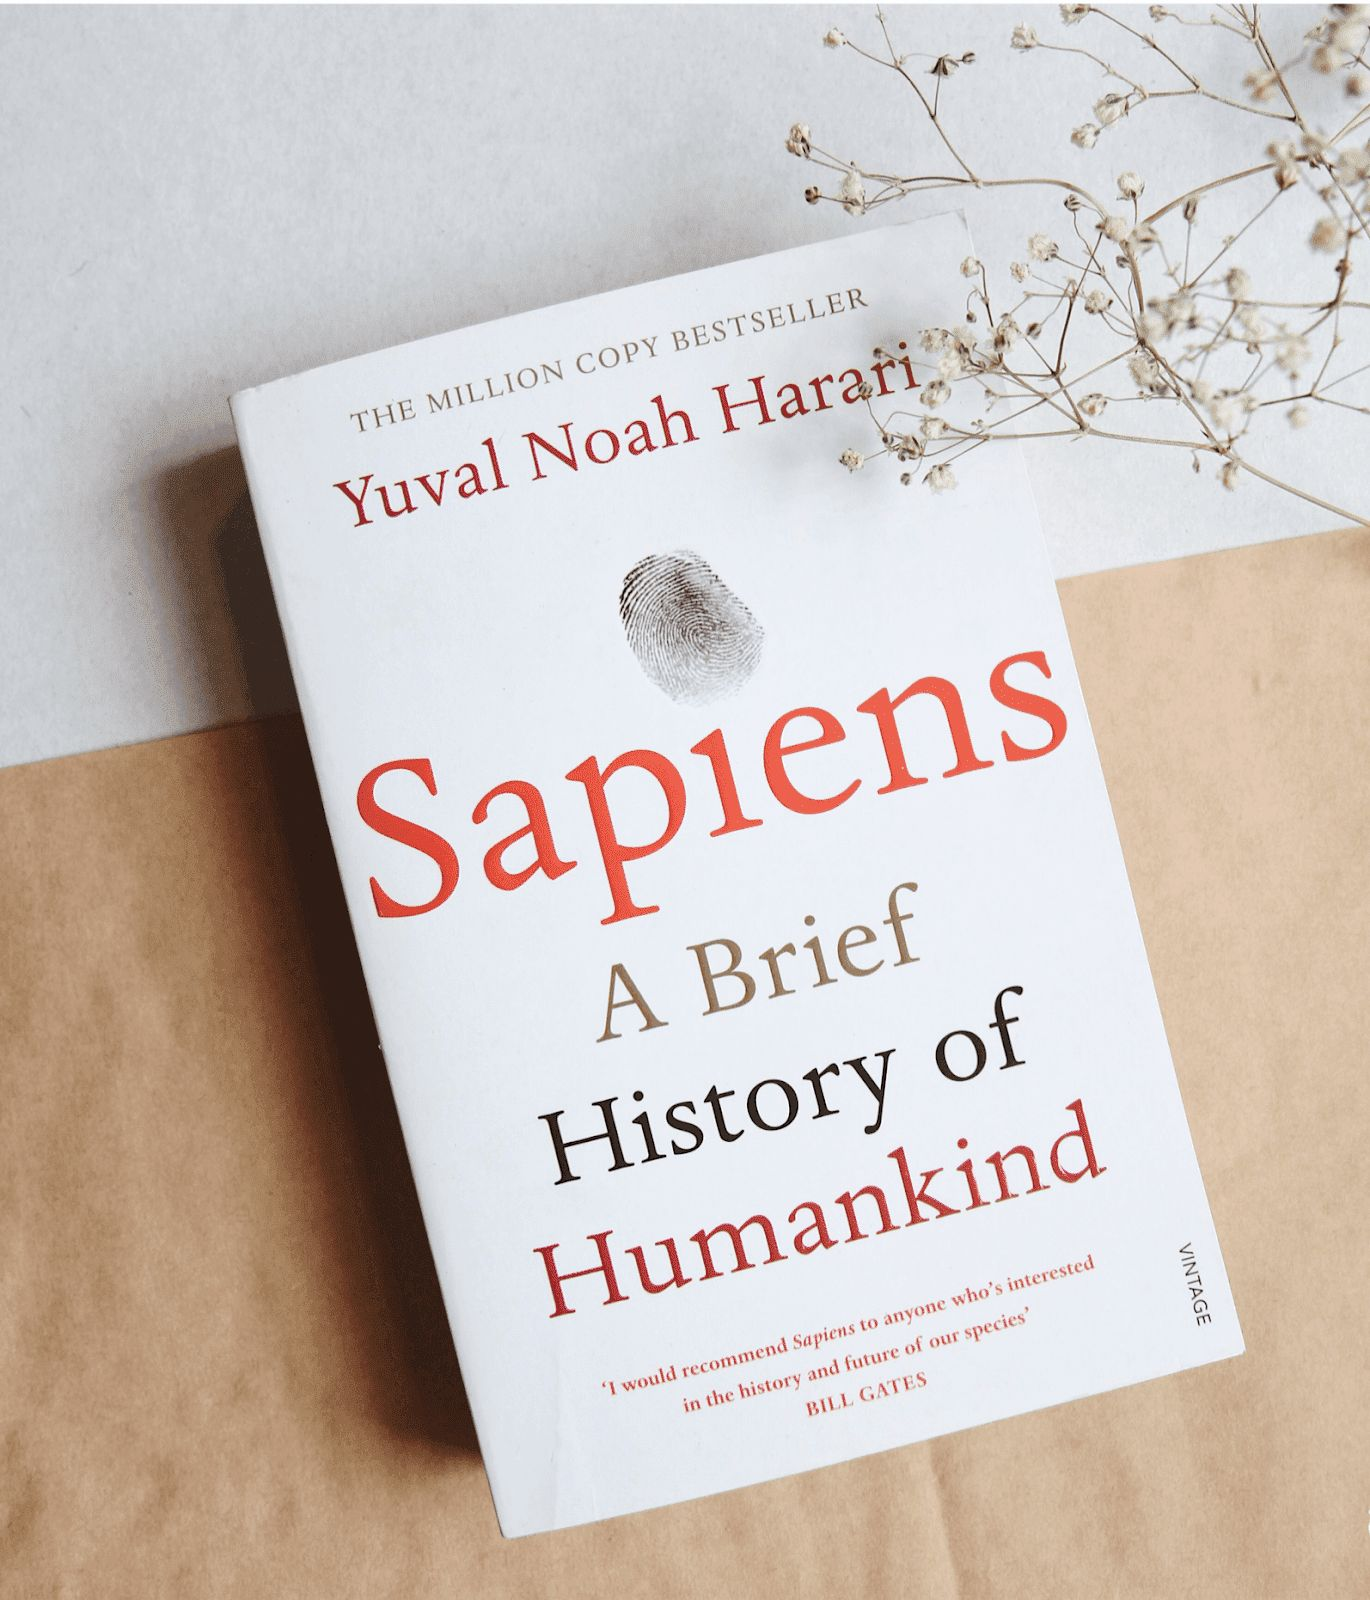 THE MILLION COPY BESTSELLER
Yuval Noah Harari
Sapiens
A Brief
History of
Humankind
‘I would recommend Sapiens to anyone who’s interested
in the history and future of our species’
BILL GATES
VINTAGE